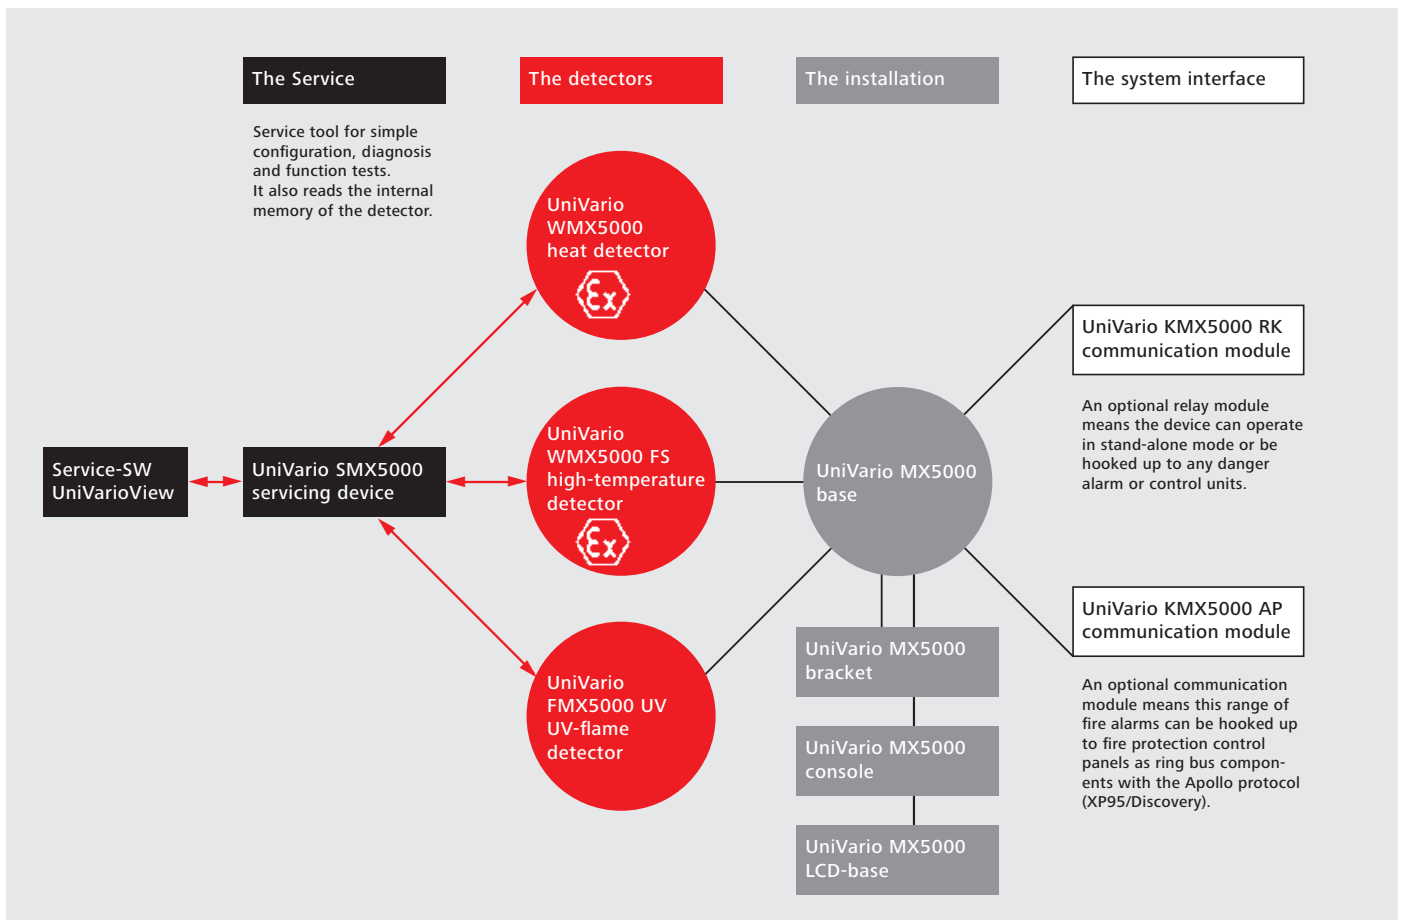 The Service
The detectors
The installation
The system interface
Service tool for simple
configuration, diagnosis
and function tests.
It also reads the internal
memory of the detector.
UniVario
WMX5000
heat detector
Ex
UniVario KMX5000 RK
communication module
An optional relay module
means the device can operate
in stand-alone mode or be
hooked up to any danger
alarm or control units.
Service-SW
UniVarioView
UniVario SMX5000
servicing device
UniVario
WMX5000 FS
high-temperature
detector
Ex
UniVario MX5000
base
UniVario KMX5000 AP
communication module
An optional communication
module means this range of
fire alarms can be hooked up
to fire protection control
panels as ring bus compon-
ents with the Apollo protocol
(XP95/Discovery).
UniVario
FMX5000 UV
UV-flame
detector
UniVario MX5000
bracket
UniVario MX5000
console
UniVario MX5000
LCD-base